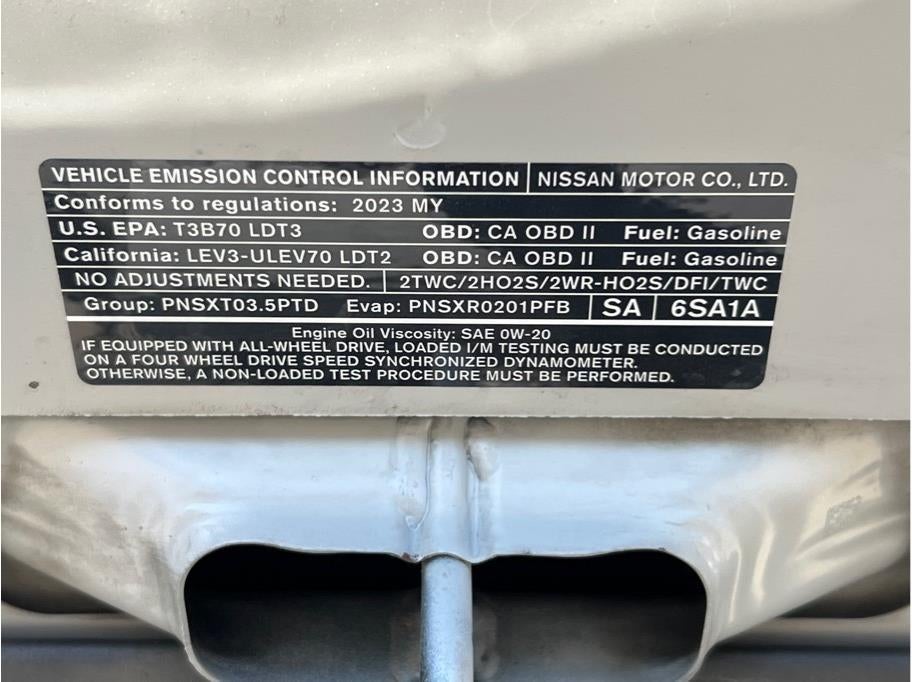 VEHICLE EMISSION CONTROL INFORMATION NISSAN MOTOR CO., LTD.
Conforms to regulations: 2023 MY
U.S. EPA: T3B70 LDT3 OBD: CA OBD II Fuel: Gasoline
California: LEV3-ULEV70 LDT2 OBD: CA OBD II Fuel: Gasoline
NO ADJUSTMENTS NEEDED. 2TWC/2HO2S/2WR-HO2S/DFI/TWC
Group: PNSXT03.5PTD Evap: PNSXR0201PFB SA 6SA1A
Engine Oil Viscosity: SAE 0W-20
IF EQUIPPED WITH ALL-WHEEL DRIVE, LOADED I/M TESTING MUST BE CONDUCTED
ON A FOUR WHEEL DRIVE SPEED SYNCHRONIZED DYNAMOMETER.
OTHERWISE, A NON-LOADED TEST PROCEDURE MUST BE PERFORMED.